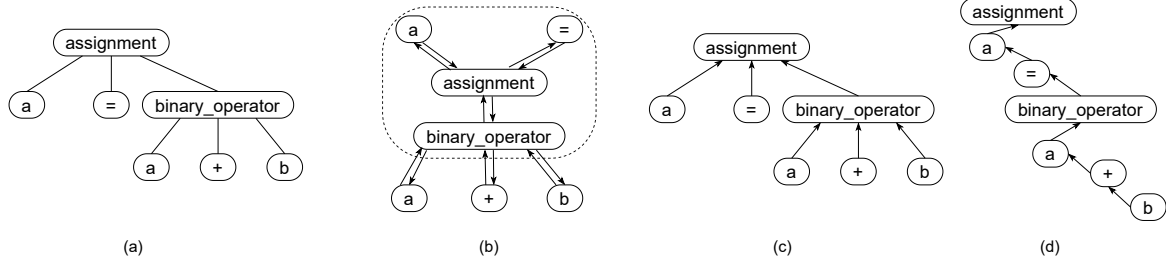 assignment
a
=
binary_operator
a
+
b
(a)
a
=
assignment
binary_operator
a
+
b
(b)
assignment
a
=
binary_operator
a
+
b
(c)
assignment
a
=
binary_operator
a
+
b
(d)